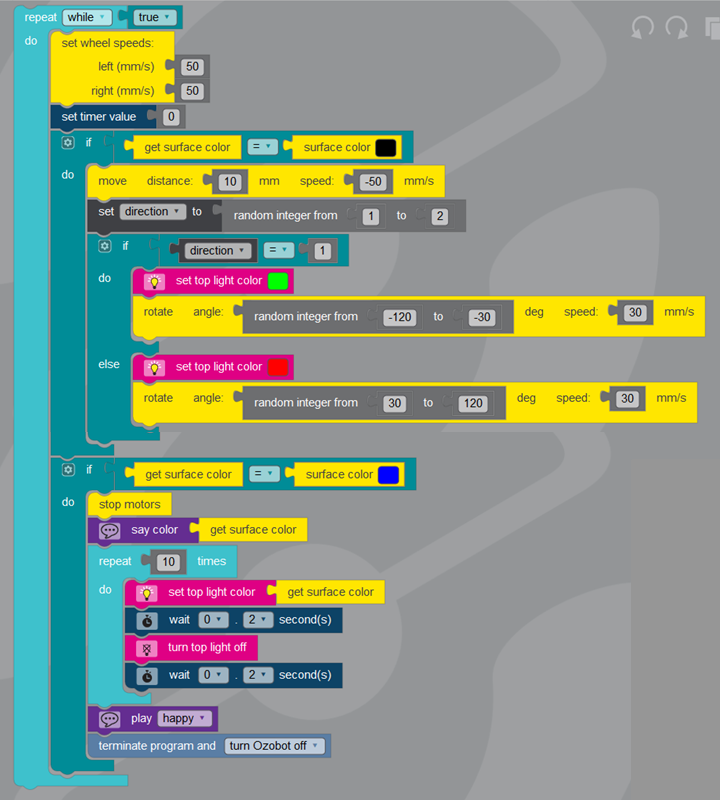 repeat while true
do set wheel speeds:
left (mm/s) 50
right (mm/s) 50
set timer value 0
if get surface color = surface color
do move distance: 10 mm speed: -50 mm/s
set direction to random integer from 1 to 2
if direction = 1
do set top light color
rotate angle: random integer from -120 to -30 deg speed: 30 mm/s
else set top light color
rotate angle: random integer from 30 to 120 deg speed: 30 mm/s
if get surface color = surface color
do stop motors
say color get surface color
repeat 10 times
do set top light color get surface color
wait 0 . 2 second(s)
turn top light off
wait 0 . 2 second(s)
play happy
terminate program and turn Ozobot off